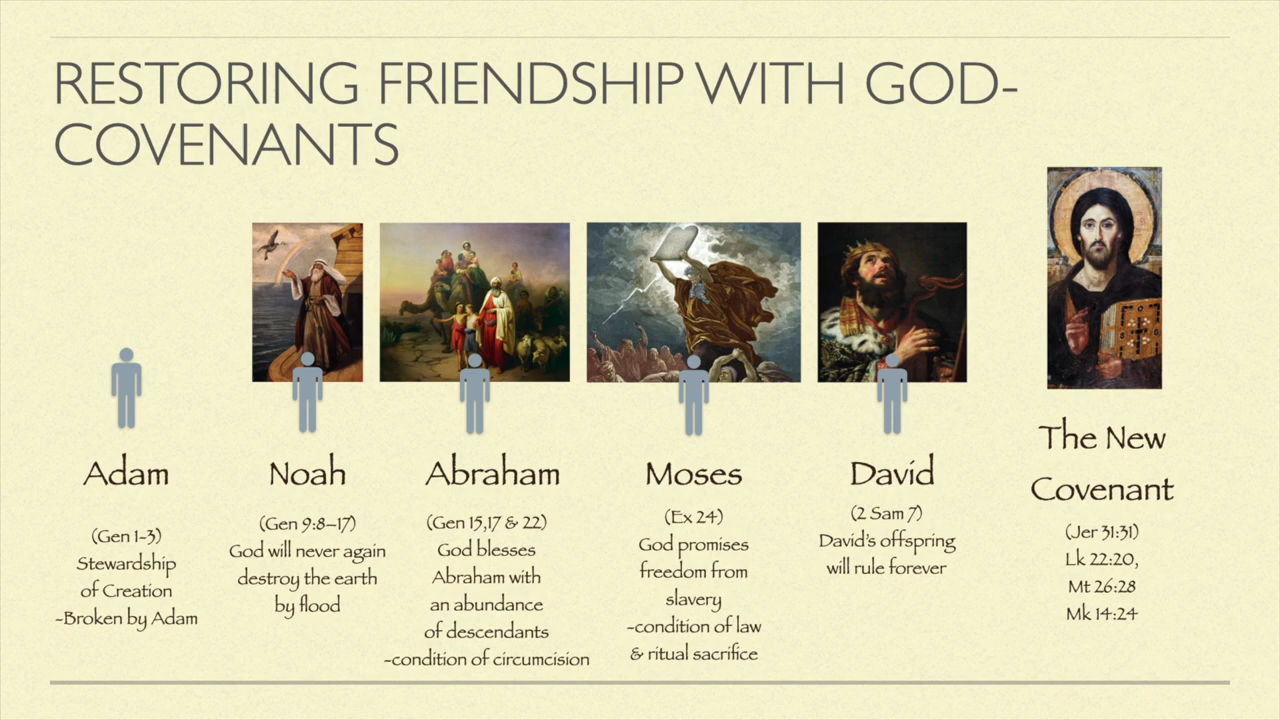 RESTORING FRIENDSHIP WITH GOD-
COVENANTS
Adam
(Gen 1-3)
Stewardship
of Creation
-Broken by Adam
Noah
(Gen 9:8–17)
God will never again
destroy the earth
by flood
Abraham
(Gen 15,17 & 22)
God blesses
Abraham with
an abundance
of descendants
-condition of circumcision
Moses
(Ex 24)
God promises
freedom from
slavery
-condition of law
& ritual sacrifice
David
(2 Sam 7)
David's offspring
will rule forever
The New
Covenant
(Jer 31:31)
Lk 22:20,
Mt 26:28
Mk 14:24